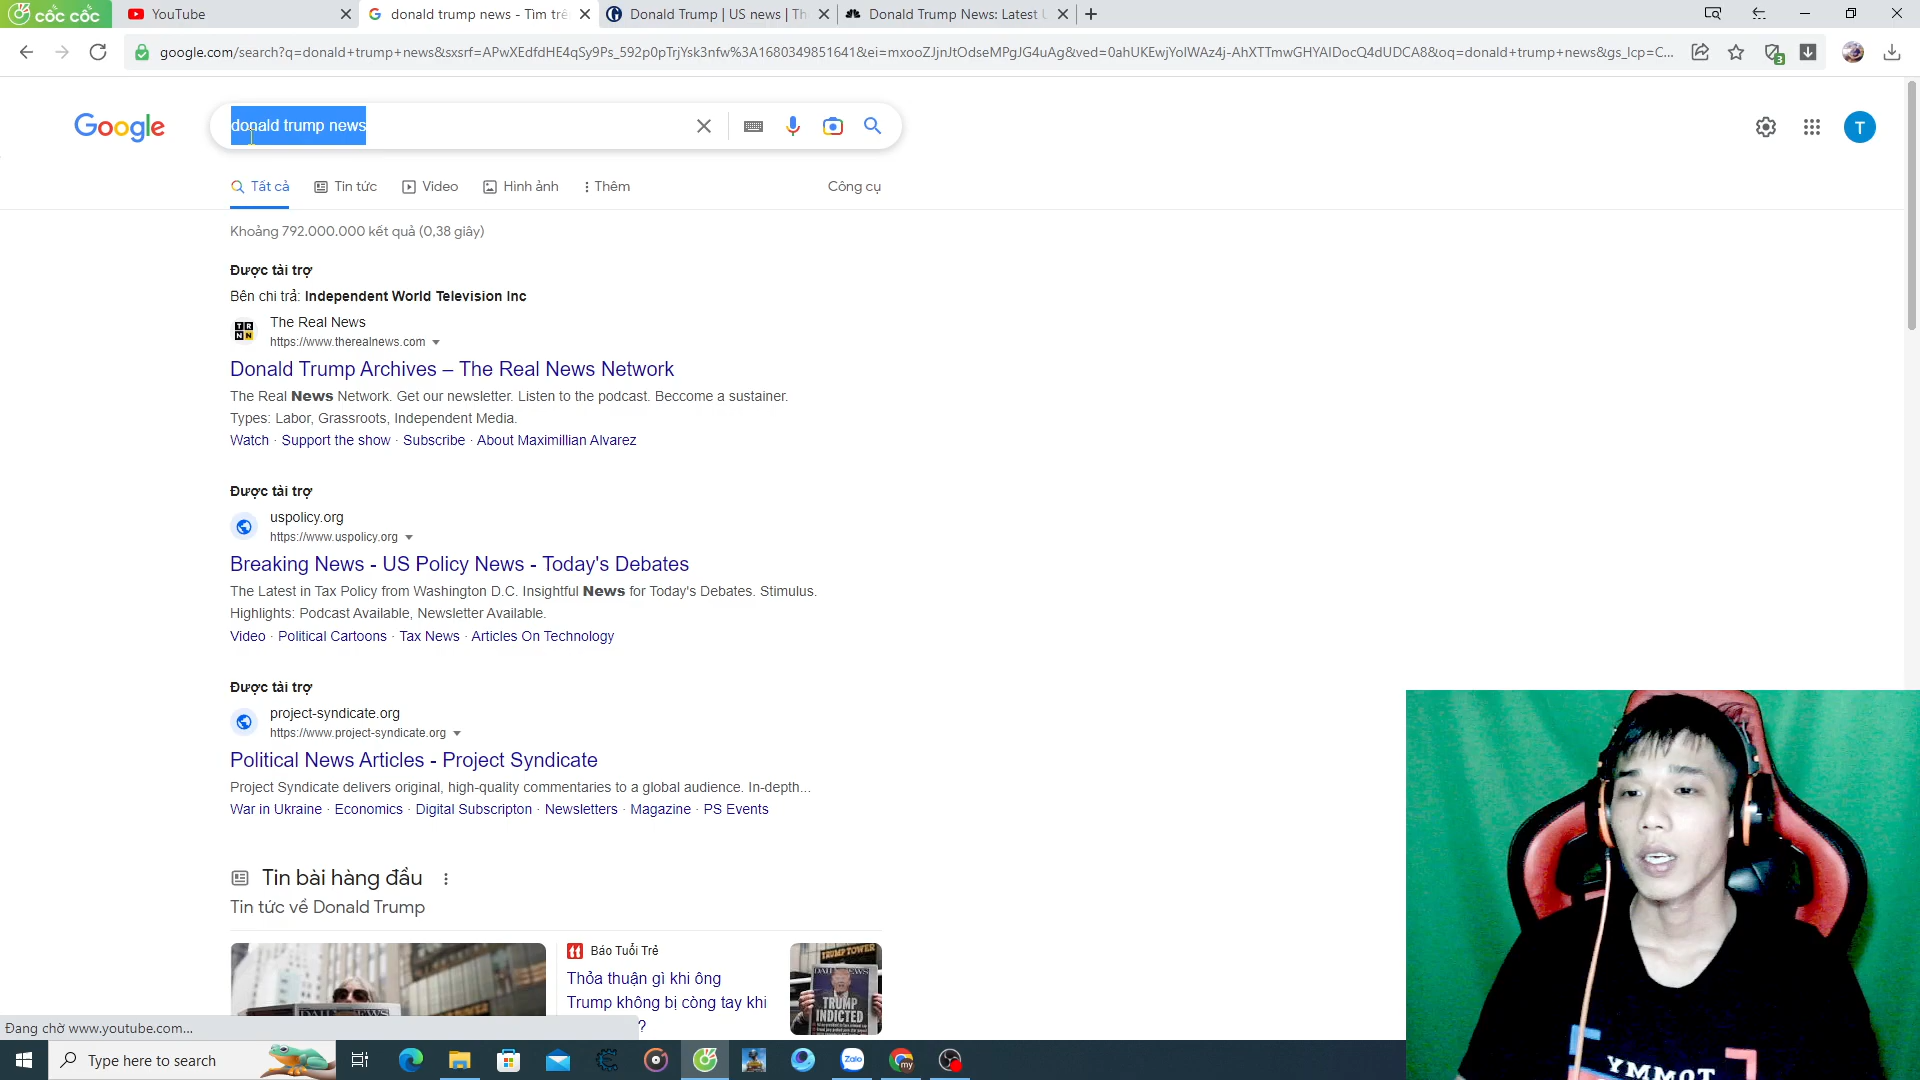 cốc cốc
YouTube
donald trump news - Tìm trê
Donald Trump | US news | Th
Donald Trump News: Latest U
google.com/search?q=donald+trump+news&sxsrf=APwXEdfdHE4qSy9Ps_592p0pTrjYsk3nfw%3A1680349851641&ei=mxooZJjnJtOdseMPgJG4uAg&ved=0ahUKEwjYolWAz4j-AhXTTmwGHYAIDocQ4dUDCA8&oq=donald+trump+news&gs_lcp=C...
3
Google
donald trump news
T
Tất cả
Tin tức
Video
Hình ảnh
Thêm
Công cụ
Khoảng 792.000.000 kết quả (0,38 giây)
Được tài trợ
Bên chi trả: Independent World Television Inc
TR
NN
The Real News
https://www.therealnews.com
Donald Trump Archives – The Real News Network
The Real News Network. Get our newsletter. Listen to the podcast. Beccome a sustainer.
Types: Labor, Grassroots, Independent Media.
Watch · Support the show · Subscribe · About Maximillian Alvarez
Được tài trợ
uspolicy.org
https://www.uspolicy.org
Breaking News - US Policy News - Today's Debates
The Latest in Tax Policy from Washington D.C. Insightful News for Today's Debates. Stimulus.
Highlights: Podcast Available, Newsletter Available.
Video · Political Cartoons · Tax News · Articles On Technology
Được tài trợ
project-syndicate.org
https://www.project-syndicate.org
Political News Articles - Project Syndicate
Project Syndicate delivers original, high-quality commentaries to a global audience. In-depth...
War in Ukraine · Economics · Digital Subscripton · Newsletters · Magazine · PS Events
Tin bài hàng đầu
Tin tức về Donald Trump
Báo Tuổi Trẻ
Thỏa thuận gì khi ông
Trump không bị còng tay khi
?
TRUMP TOWER
DAILY NEWS
TRUMP
INDICTED
Đang chờ www.youtube.com...
Type here to search
Zalo
my
YMMOT